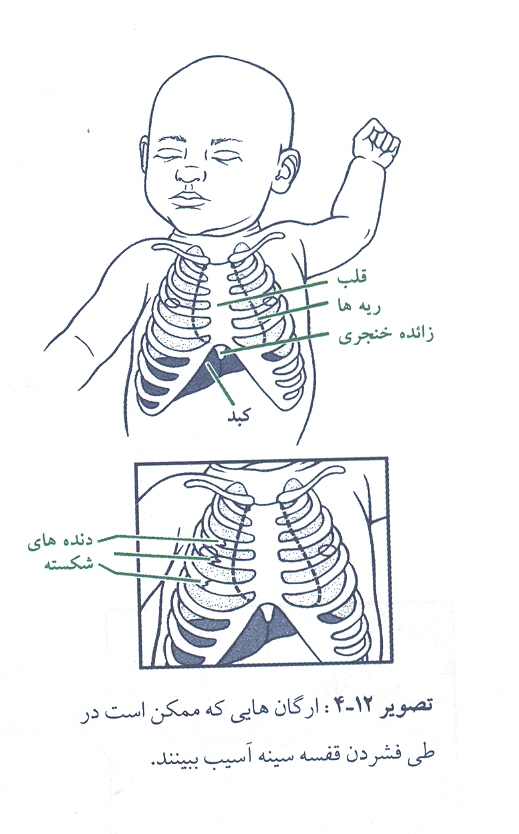 قلب
ریه ها
زائده خنجری
کبد
دنده های
شکسته
تصویر ۱۲-۴ : ارگان هایی که ممکن است در
طی فشردن قفسه سینه آسیب ببینند.